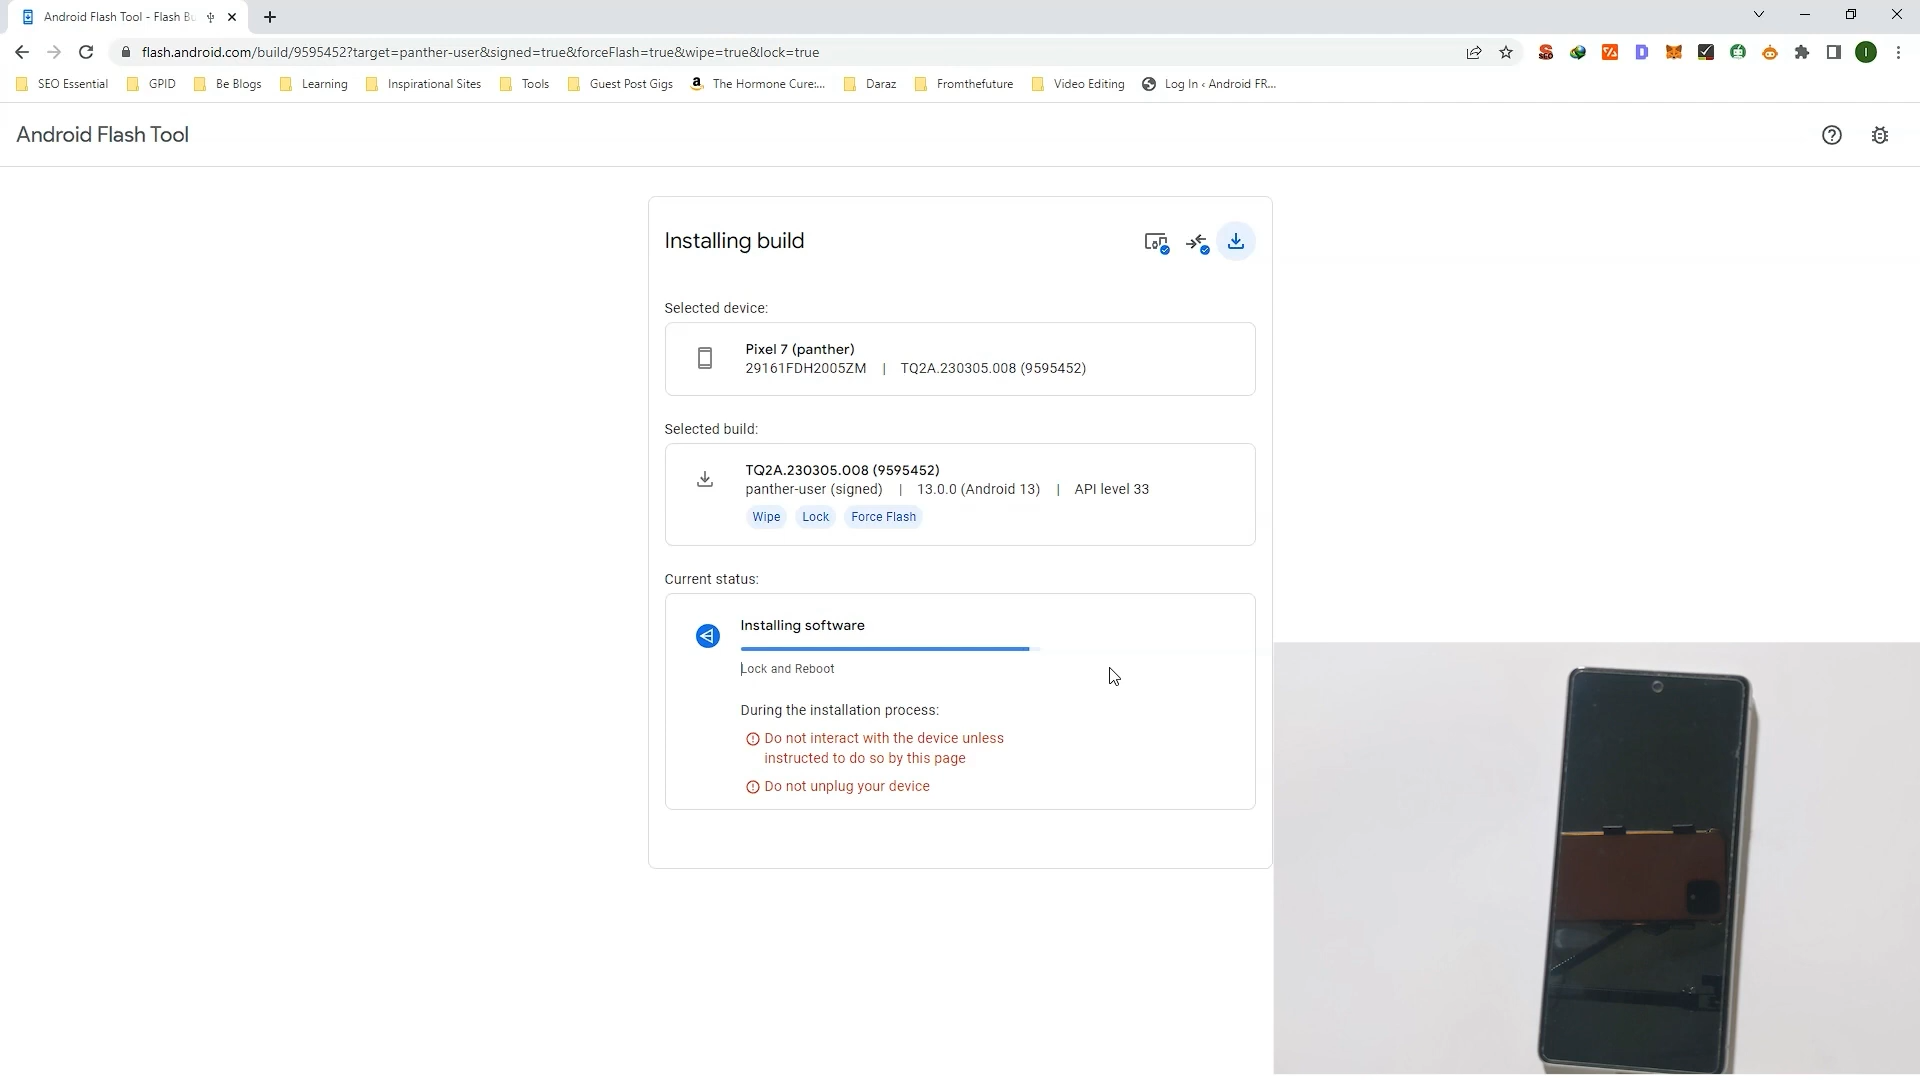 Android Flash Tool - Flash Bu
flash.android.com/build/9595452?target=panther-user&signed=true&forceFlash=true&wipe=true&lock=true
SEO Essential
GPID
Be Blogs
Learning
Inspirational Sites
Tools
Guest Post Gigs
The Hormone Cure:...
Daraz
Fromthefuture
Video Editing
Log In ‹ Android FR...
Android Flash Tool
Installing build
Selected device:
Pixel 7 (panther)
29161FDH2005ZM | TQ2A.230305.008 (9595452)
Selected build:
TQ2A.230305.008 (9595452)
panther-user (signed) | 13.0.0 (Android 13) | API level 33
Wipe Lock Force Flash
Current status:
Installing software
Lock and Reboot
During the installation process:
Do not interact with the device unless
instructed to do so by this page
Do not unplug your device